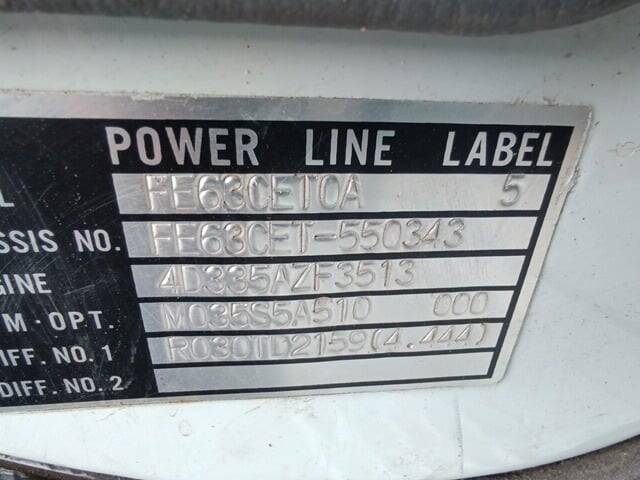 POWER LINE LABEL
L FE63CET0A 5
SSIS NO. FE63CET-550343
GINE 4D335AZF3513
M·OPT. M035S5A510 000
IFF. NO. 1 R030TD2159(4.444)
DIFF. NO. 2